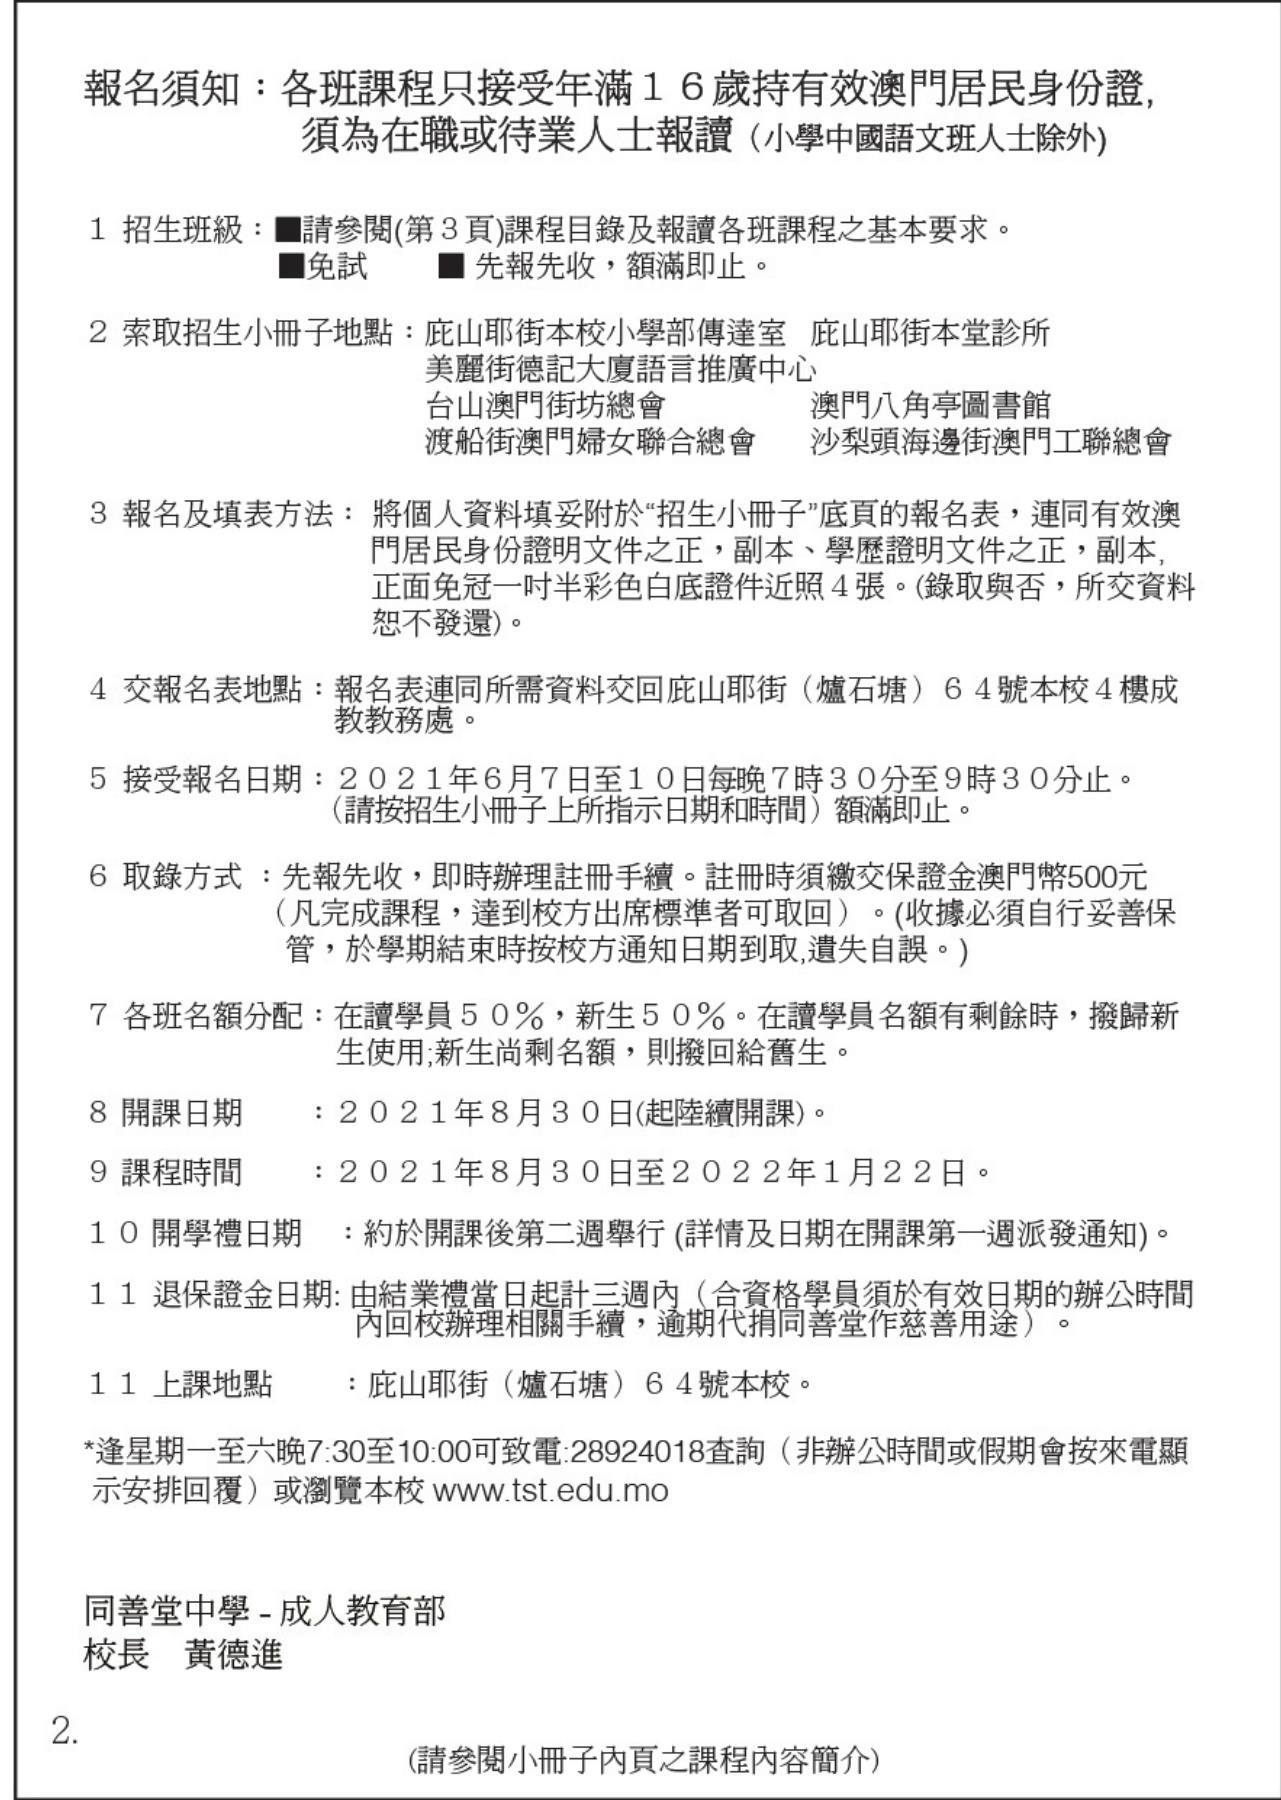 報名須知：各班課程只接受年滿１６歲持有效澳門居民身份證,
須為在職或待業人士報讀（小學中國語文班人士除外)
１ 招生班級：■請參閱(第３頁)課程目錄及報讀各班課程之基本要求。
■免試 ■ 先報先收，額滿即止。
２ 索取招生小冊子地點：庇山耶街本校小學部傳達室 庇山耶街本堂診所
美麗街德記大廈語言推廣中心
台山澳門街坊總會 澳門八角亭圖書館
渡船街澳門婦女聯合總會 沙梨頭海邊街澳門工聯總會
３ 報名及填表方法： 將個人資料填妥附於“招生小冊子”底頁的報名表，連同有效澳
門居民身份證明文件之正，副本、學歷證明文件之正，副本,
正面免冠一吋半彩色白底證件近照４張。(錄取與否，所交資料
恕不發還)。
４ 交報名表地點：報名表連同所需資料交回庇山耶街（爐石塘）６４號本校４樓成
教教務處。
５ 接受報名日期：２０２１年６月７日至１０日每晚７時３０分至９時３０分止。
（請按招生小冊子上所指示日期和時間）額滿即止。
６ 取錄方式 ：先報先收，即時辦理註冊手續。註冊時須繳交保證金澳門幣500元
（凡完成課程，達到校方出席標準者可取回）。(收據必須自行妥善保
管，於學期結束時按校方通知日期到取,遺失自誤。)
７ 各班名額分配：在讀學員５０％，新生５０％。在讀學員名額有剩餘時，撥歸新
生使用;新生尚剩名額，則撥回給舊生。
８ 開課日期 ：２０２１年８月３０日(起陸續開課)。
９ 課程時間 ：２０２１年８月３０日至２０２２年１月２２日。
１０ 開學禮日期 ：約於開課後第二週舉行 (詳情及日期在開課第一週派發通知)。
１１ 退保證金日期: 由結業禮當日起計三週內（合資格學員須於有效日期的辦公時間
內回校辦理相關手續，逾期代捐同善堂作慈善用途）。
１１ 上課地點 ：庇山耶街（爐石塘）６４號本校。
*逢星期一至六晚7:30至10:00可致電:28924018查詢（非辦公時間或假期會按來電顯
示安排回覆）或瀏覽本校 www.tst.edu.mo
同善堂中學 - 成人教育部
校長 黃德進
2.
(請參閱小冊子內頁之課程內容簡介)